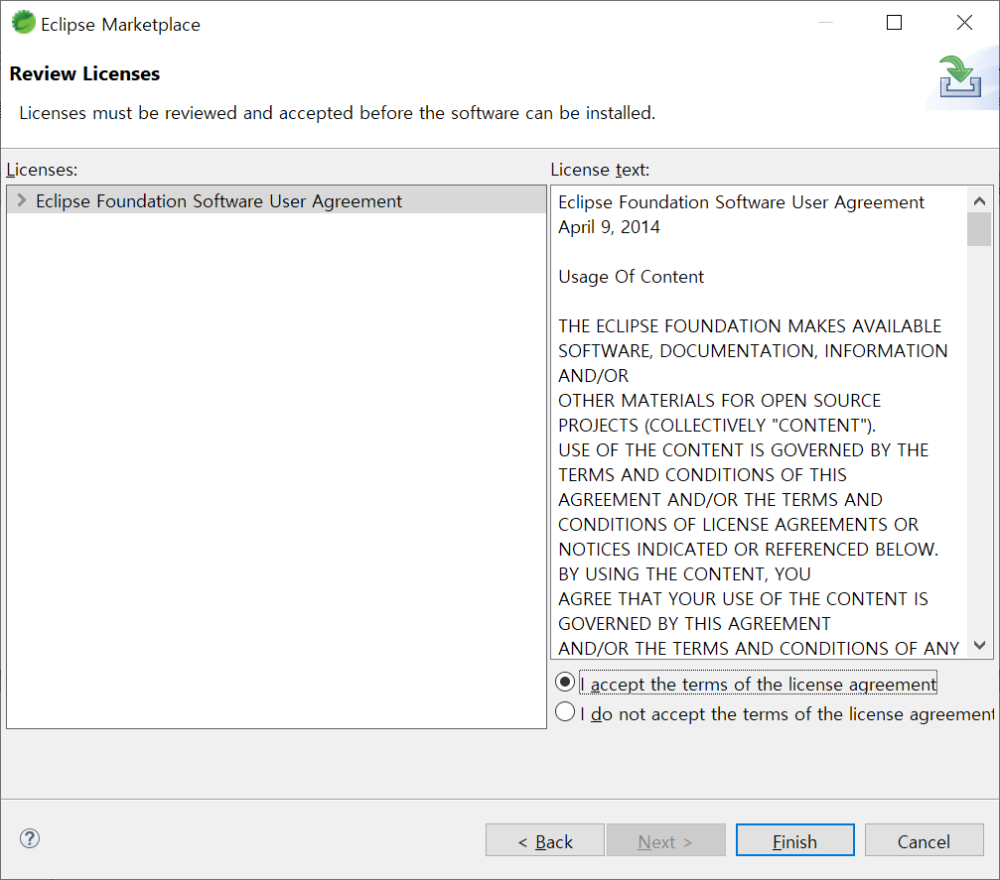 Eclipse Marketplace
Review Licenses
Licenses must be reviewed and accepted before the software can be installed.
Licenses:
Eclipse Foundation Software User Agreement
License text:
Eclipse Foundation Software User Agreement
April 9, 2014
Usage Of Content
THE ECLIPSE FOUNDATION MAKES AVAILABLE
SOFTWARE, DOCUMENTATION, INFORMATION
AND/OR
OTHER MATERIALS FOR OPEN SOURCE
PROJECTS (COLLECTIVELY "CONTENT").
USE OF THE CONTENT IS GOVERNED BY THE
TERMS AND CONDITIONS OF THIS
AGREEMENT AND/OR THE TERMS AND
CONDITIONS OF LICENSE AGREEMENTS OR
NOTICES INDICATED OR REFERENCED BELOW.
BY USING THE CONTENT, YOU
AGREE THAT YOUR USE OF THE CONTENT IS
GOVERNED BY THIS AGREEMENT
AND/OR THE TERMS AND CONDITIONS OF ANY
I accept the terms of the license agreement
I do not accept the terms of the license agreement
?
< Back
Next >
Finish
Cancel